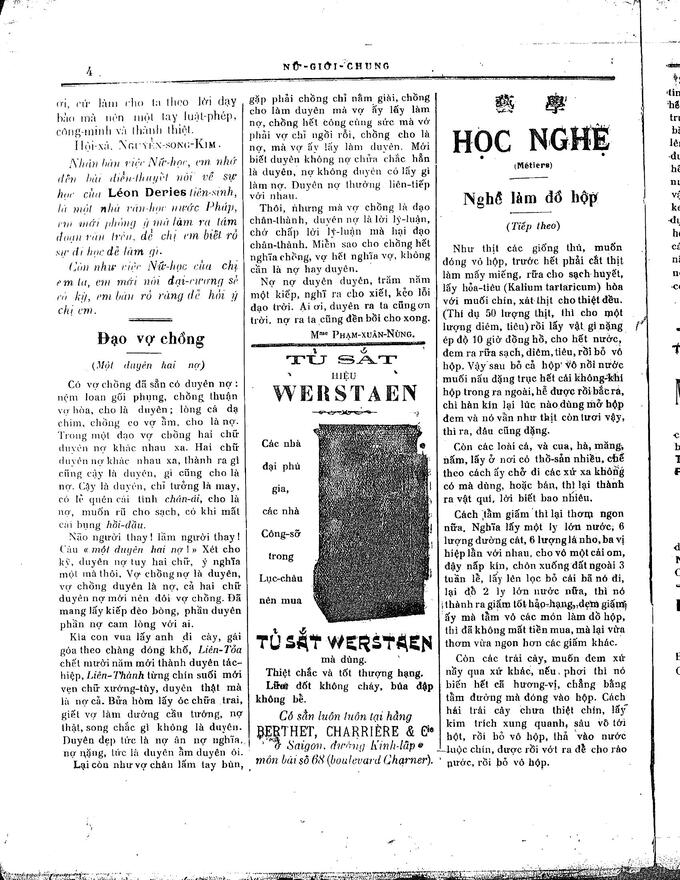 4
NỮ-GIỚI-CHUNG
ơi, cứ làm cho ta theo lời dạy
bảo mà nên một tay luật-phép,
công-minh và thành thiệt.
Hội-xã, NGUYỄN-SONG-KIM.
Nhân bàn việc Nữ-học, em nhớ
đến bài diễn-thuyết nói về sự
học của Léon Deries tiên-sinh,
là một nhà văn-học nước Pháp,
em mới phỏng ý mà làm ra tám
đoạn văn trên, để chị em biết rõ
sự đi học để làm gì.
Còn như việc Nữ-học của chị
em ta, em mới nói đại-cương sẽ
có kỳ, em bàn rõ ràng để hỏi ý
chị em.
Đạo vợ chồng
(Một duyên hai nợ)
Có vợ chồng đã sẵn có duyên nợ:
nệm loan gối phụng, chồng thuận
vợ hòa, cho là duyên; lòng cá dạ
chim, chồng co vợ ẫm, cho là nợ.
Trong một đạo vợ chồng hai chữ
duyên nợ khác nhau xa. Hai chữ
duyên nợ khác nhau xa, thành ra gì
cũng cậy là duyên, gì cũng cho là
nợ. Cậy là duyên, chỉ tưởng là may,
có lẽ quên cái tình chán-ái, cho là
nợ, muốn rũ cho sạch, có khi mất
cái bụng hồi-đầu.
Não người thay! lầm người thay!
Câu « một duyên hai nợ! » Xét cho
kỹ, duyên nợ tuy hai chữ, ý nghĩa
một mà thôi. Vợ chồng nợ là duyên,
vợ chồng duyên là nợ, cả hai chữ
duyên nợ mới nên đôi vợ chồng. Đã
mang lấy kiếp đèo bòng, phần duyên
phần nợ cam lòng với ai.
Kìa con vua lấy anh đi cày, gái
góa theo chàng đóng khố, Liên-Tỏa
chết mười năm mới thành duyên tác-
hiệp, Liên-Thành từng chín suối mới
vẹn chữ xướng-tùy, duyên thật mà
là nợ cả. Bữa hôm lấy ốc chữa trai,
giết vợ làm dường cầu tướng, nợ
thật, song chắc gì không là duyên.
Duyên đẹp tức là nợ ân nợ nghĩa,
nợ nặng, tức là duyên ấm duyên ôi.
Lại còn như vợ chân lấm tay bùn,
gặp phải chồng chỉ nằm giải, chồng
cho làm duyên mà vợ ấy lấy làm
nợ, chồng hết công cùng sức mà vớ
phải vợ chỉ ngồi rồi, chồng cho là
nợ, mà vợ ấy lấy làm duyên. Mới
biết duyên không nợ chửa chắc hẳn
là duyên, nợ không duyên có lấy gì
làm nợ. Duyên nợ thường liên-tiếp
với nhau.
Thôi, nhưng mà vợ chồng là đạo
chân-thành, duyên nợ là lời lý-luận,
chớ chấp lời lý-luận mà hại đạo
chân-thành. Miễn sao cho chồng hết
nghĩa chồng, vợ hết nghĩa vợ, không
cần là nợ hay duyên.
Nợ nợ duyên duyên, trăm năm
một kiếp, nghĩ ra cho xiết, kẻo lỗi
đạo trời. Ai ơi, duyên ra ta cũng ơn
trời, nợ ra ta cũng đền bồi cho xong.
Mme PHẠM-XUÂN-NÙNG.
TỦ SẮT
HIỆU
WERSTAEN
Các nhà
đại phú
gia,
các nhà
Công-sở
trong
Lục-châu
nên mua
TỦ SẮT WERSTAEN
mà dùng.
Thiệt chắc và tốt thượng hạng.
Lửa đốt không cháy, búa đập
không bể.
Có sẵn luôn luôn tại hãng
BERTHET, CHARRIÈRE & Cie
ở Saigon, đường Kinh-lấp
môn bài số 68 (boulevard Charner).
藝 學
HỌC NGHỆ
(Métiers)
Nghề làm đồ hộp
(Tiếp theo)
Như thịt các giống thú, muốn
đóng vô hộp, trước hết phải cắt thịt
làm mấy miếng, rữa cho sạch huyết,
lấy hỏa-tiêu (Kalium tartaricum) hòa
với muối chín, xát thịt cho thiệt đều.
(Thí dụ 50 lượng thịt, thì cho một
lượng diêm, tiêu) rồi lấy vật gì nặng
ép độ 10 giờ đồng hồ, cho hết nước,
đem ra rữa sạch, diêm, tiêu, rồi bỏ vô
hộp. Vậy sau bỏ cả hộp vô nồi nước
muối nấu đặng trục hết cái không-khí
hộp trong ra ngoài, hễ được rồi bắc ra,
chì hàn kín lại lúc nào dùng mở hộp
đem và nó vẫn như thịt còn tươi vậy,
thì ra, đâu cũng đặng.
Còn các loài cá, và cua, hà, măng,
nấm, lấy ở nơi có thổ-sản nhiều, chế
theo cách ấy chở đi các xứ xa không
có mà dùng, hoặc bán, thì lại thành
ra vật quí, lời biết bao nhiêu.
Cách tầm giấm thì lại thơm ngon
nữa. Nghĩa lấy một ly lớn nước, 6
lượng đường cát, 6 lượng lá nho, ba vị
hiệp lẫn với nhau, cho vô một cái om,
đậy nấp kín, chôn xuống đất ngoài 3
tuần lễ, lấy lên lọc bỏ cái bã nó đi,
lại đổ 2 ly lớn nước nữa, thì nó
thành ra giấm tốt hảo-hạng, đem giấm
ấy mà tầm vô các món làm đồ hộp,
thì đã không mất tiền mua, mà lại vừa
thơm vừa ngon hơn các giấm khác.
Còn các trái cây, muốn đem xứ
nầy qua xứ khác, nếu phơi thì nó
biến hết cả hương-vị, chẳng bằng
tầm đường mà đóng vào hộp. Cách
hái trái cây chưa thiệt chín, lấy
kim trích xung quanh, sâu vô tới
hột, rồi bỏ vô hộp, thả vào nước
luộc chín, được rồi vớt ra để cho ráo
nước, rồi bỏ vô hộp.